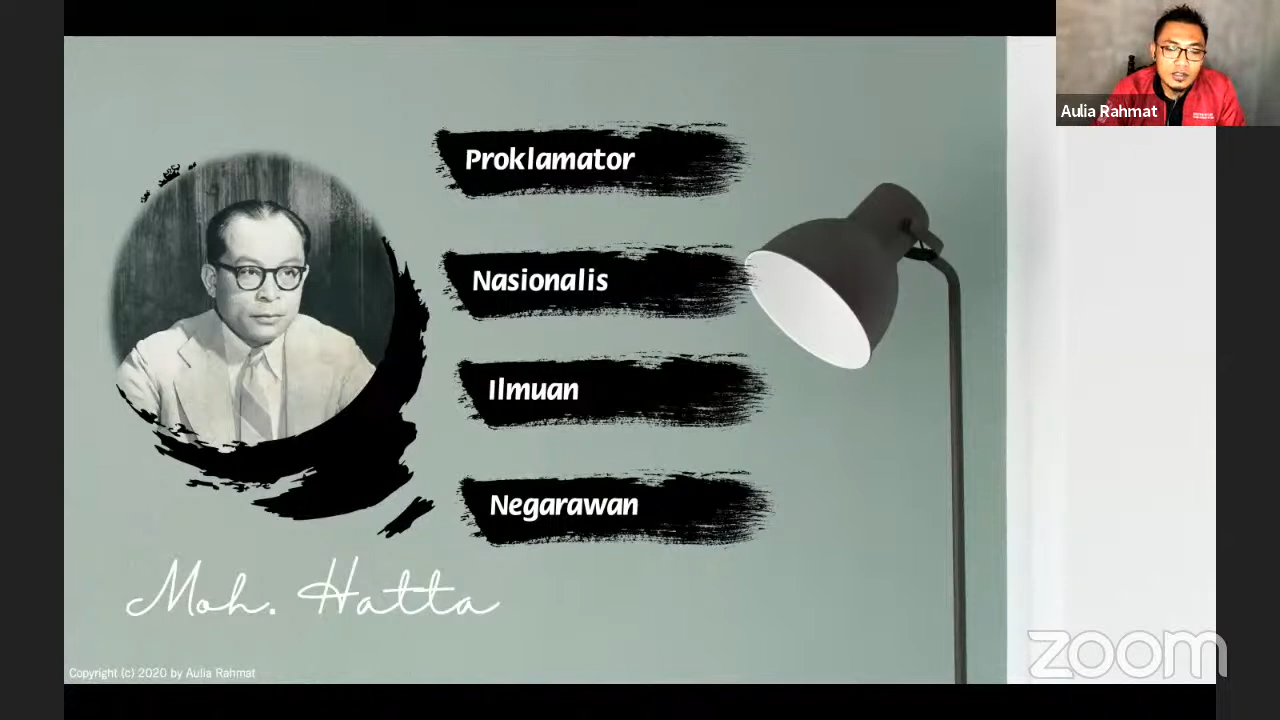 Aulia Rahmat
Proklamator
Nasionalis
Ilmuan
Negarawan
Moh. Hatta
Copyright (c) 2020 by Aulia Rahmat
zoom